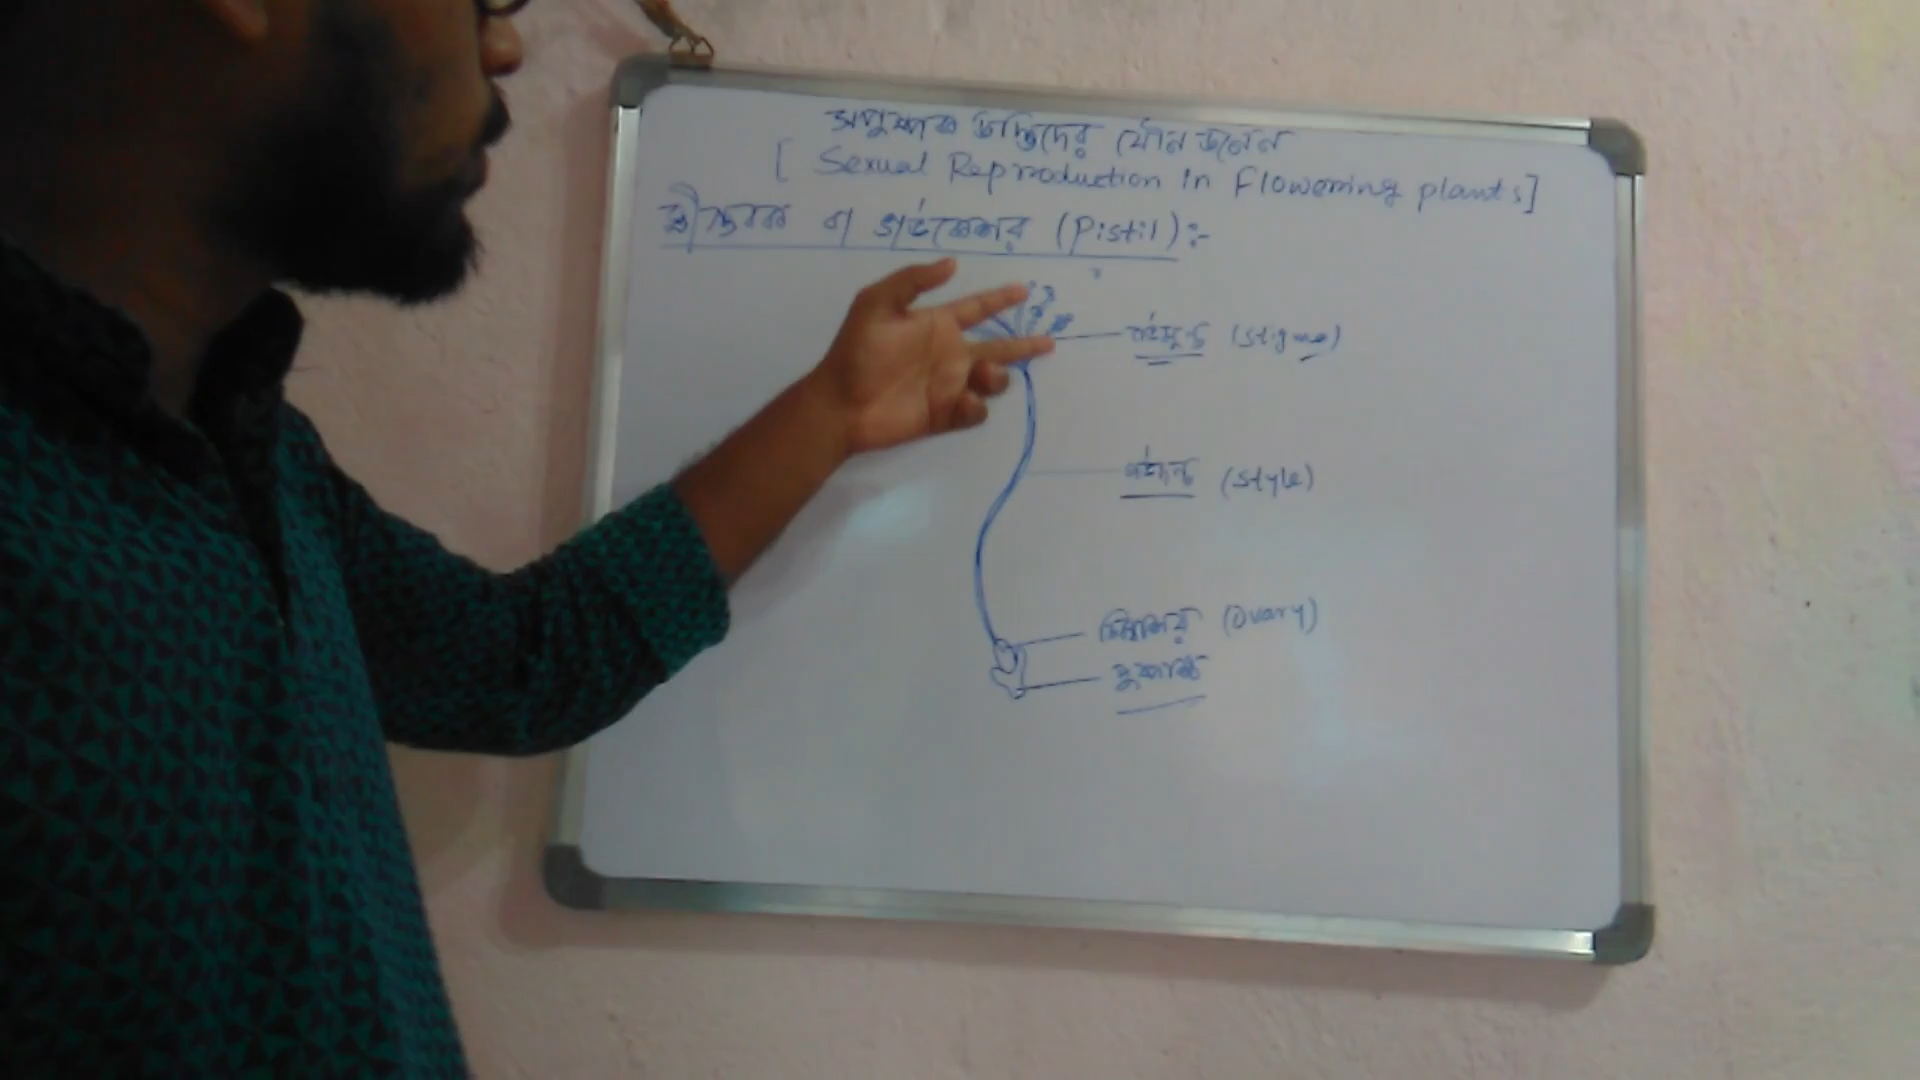 সপুষ্পক উদ্ভিদের যৌন জনন
[ Sexual Reproduction In Flowering plants]
স্ত্রীস্তবক বা গর্ভকেশর (Pistil):-
গর্ভমুণ্ড (stigma)
গর্ভদণ্ড (style)
ডিম্বাশয় (Ovary)
পুষ্পাক্ষ